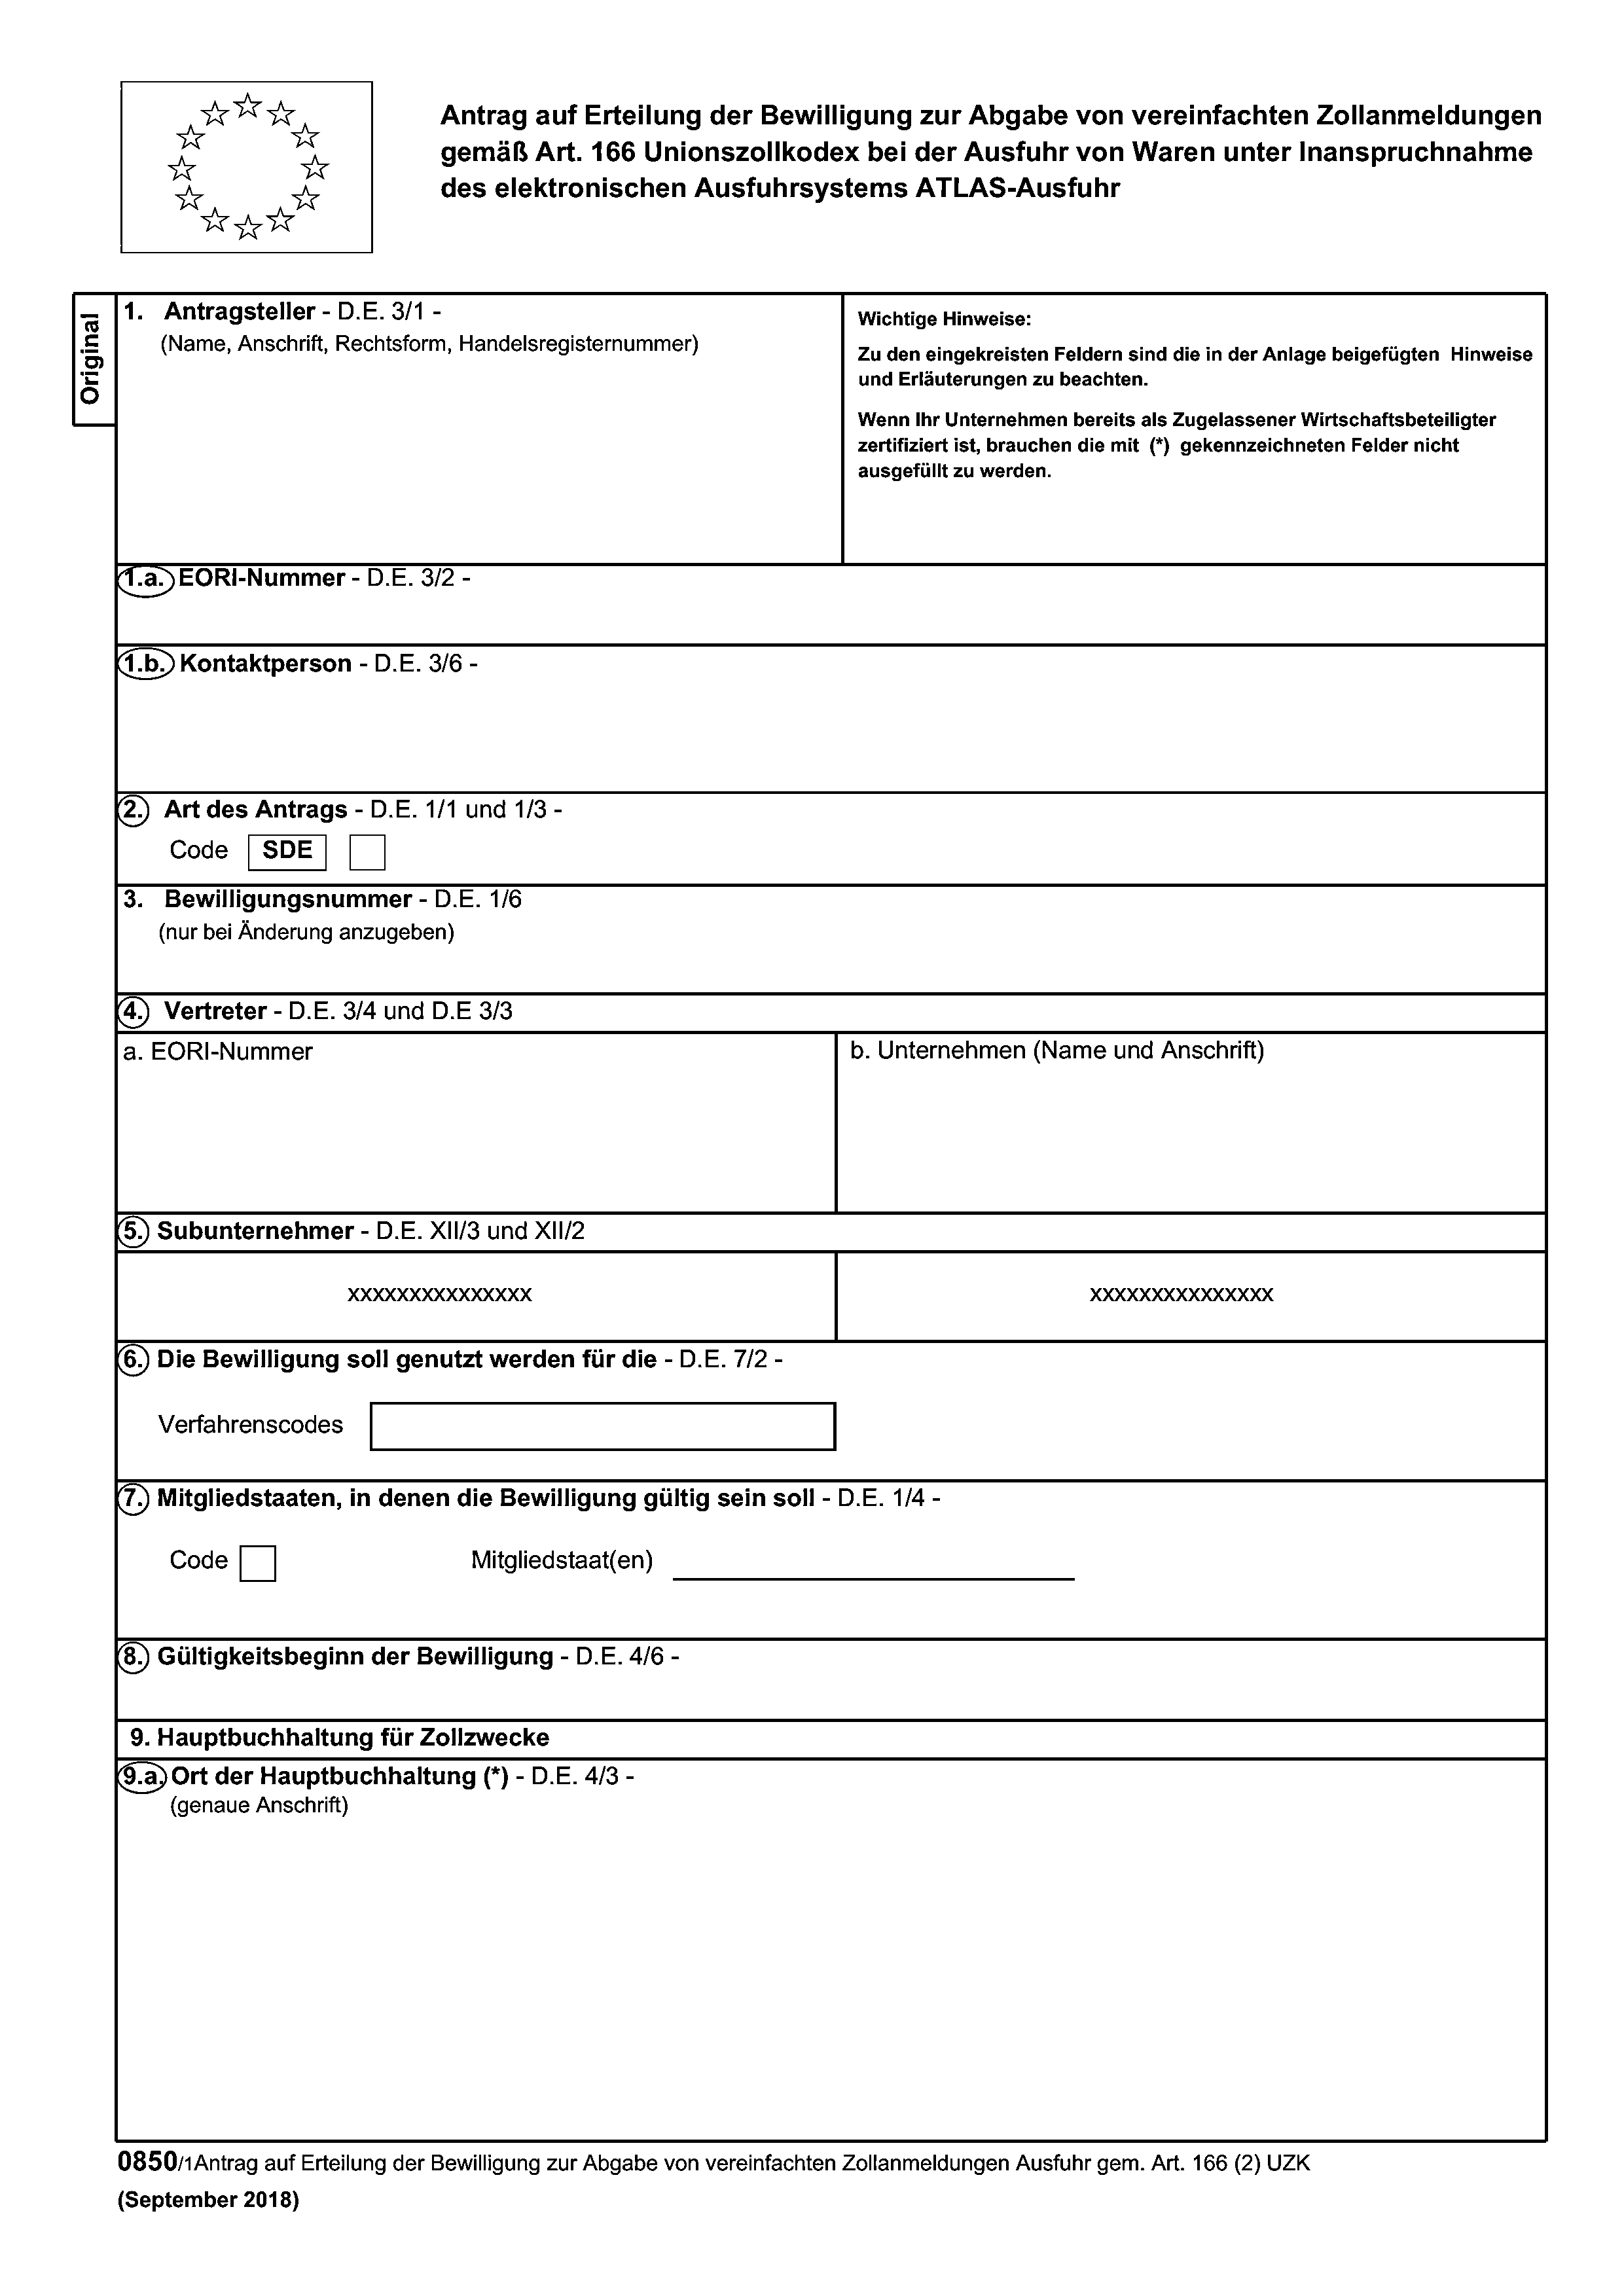 Antrag auf Erteilung der Bewilligung zur Abgabe von vereinfachten Zollanmeldungen
gemäß Art. 166 Unionszollkodex bei der Ausfuhr von Waren unter Inanspruchnahme
des elektronischen Ausfuhrsystems ATLAS-Ausfuhr
Original
1. Antragsteller - D.E. 3/1 -
(Name, Anschrift, Rechtsform, Handelsregisternummer)
Wichtige Hinweise:
Zu den eingekreisten Feldern sind die in der Anlage beigefügten Hinweise
und Erläuterungen zu beachten.
Wenn Ihr Unternehmen bereits als Zugelassener Wirtschaftsbeteiligter
zertifiziert ist, brauchen die mit (*) gekennzeichneten Felder nicht
ausgefüllt zu werden.
1.a. EORI-Nummer - D.E. 3/2 -
1.b. Kontaktperson - D.E. 3/6 -
2. Art des Antrags - D.E. 1/1 und 1/3 -
Code SDE
3. Bewilligungsnummer - D.E. 1/6
(nur bei Änderung anzugeben)
4. Vertreter - D.E. 3/4 und D.E 3/3
a. EORI-Nummer
b. Unternehmen (Name und Anschrift)
5. Subunternehmer - D.E. XII/3 und XII/2
xxxxxxxxxxxxxxx
xxxxxxxxxxxxxxx
6. Die Bewilligung soll genutzt werden für die - D.E. 7/2 -
Verfahrenscodes
7. Mitgliedstaaten, in denen die Bewilligung gültig sein soll - D.E. 1/4 -
Code Mitgliedstaat(en)
8. Gültigkeitsbeginn der Bewilligung - D.E. 4/6 -
9. Hauptbuchhaltung für Zollzwecke
9.a. Ort der Hauptbuchhaltung (*) - D.E. 4/3 -
(genaue Anschrift)
0850/1Antrag auf Erteilung der Bewilligung zur Abgabe von vereinfachten Zollanmeldungen Ausfuhr gem. Art. 166 (2) UZK
(September 2018)